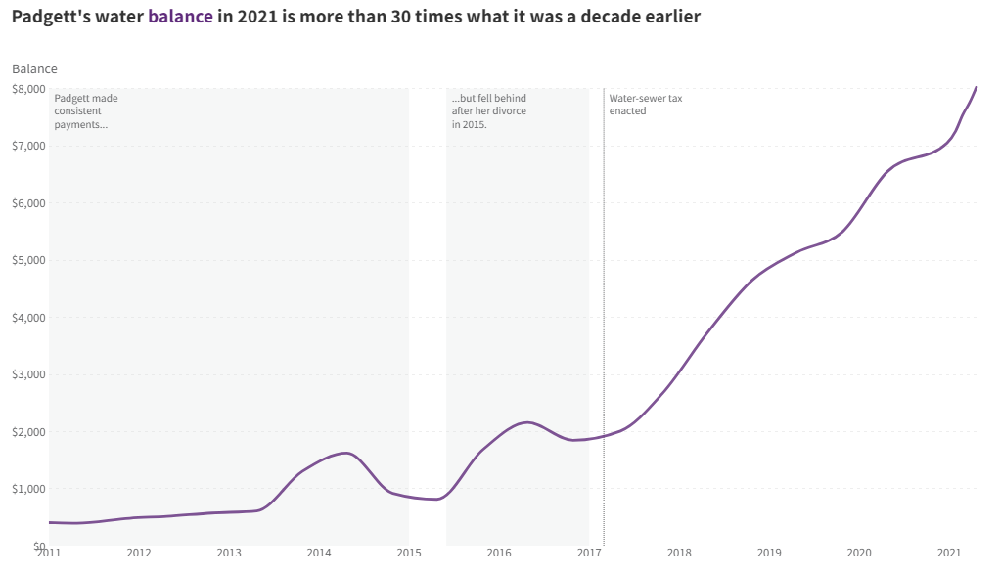 Padgett's water balance in 2021 is more than 30 times what it was a decade earlier
Balance
$8,000
Padgett made
consistent
payments...
...but fell behind
after her divorce
in 2015.
Water-sewer tax
enacted
$7,000
$6,000
$5,000
$4,000
$3,000
$2,000
$1,000
$0
2011 2012 2013 2014 2015 2016 2017 2018 2019 2020 2021